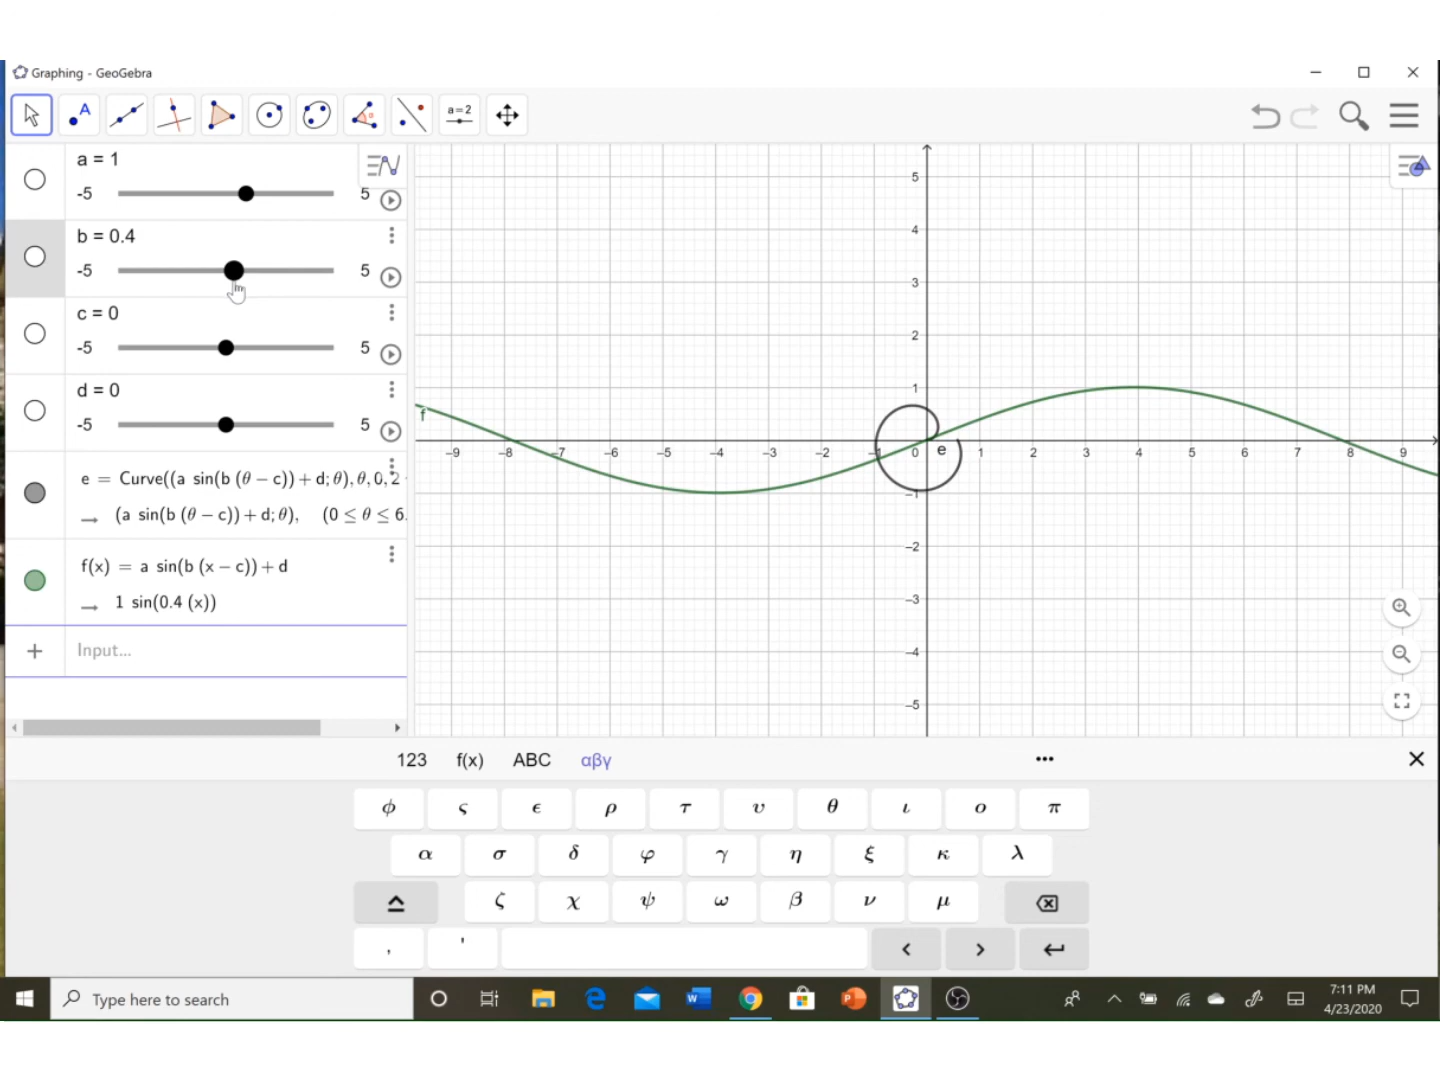 Graphing - GeoGebra
a = 2
a = 1
-5
5
b = 0.4
-5
5
c = 0
-5
5
d = 0
-5
5
e = Curve((a sin(b (θ − c)) + d; θ), θ, 0, 2
→ (a sin(b (θ − c)) + d; θ), (0 ≤ θ ≤ 6.
f(x) = a sin(b (x − c)) + d
→ 1 sin(0.4 (x))
+ Input...
f
e
5
4
3
2
1
−9 −8 −7 −6 −5 −4 −3 −2 −1 0 1 2 3 4 5 6 7 8 9
−1
−2
−3
−4
−5
123 f(x) ABC αβγ
ϕ ς ϵ ρ τ υ θ ι ο π
α σ δ φ γ η ξ κ λ
ζ χ ψ ω β ν μ
, ' < >
Type here to search
7:11 PM
4/23/2020